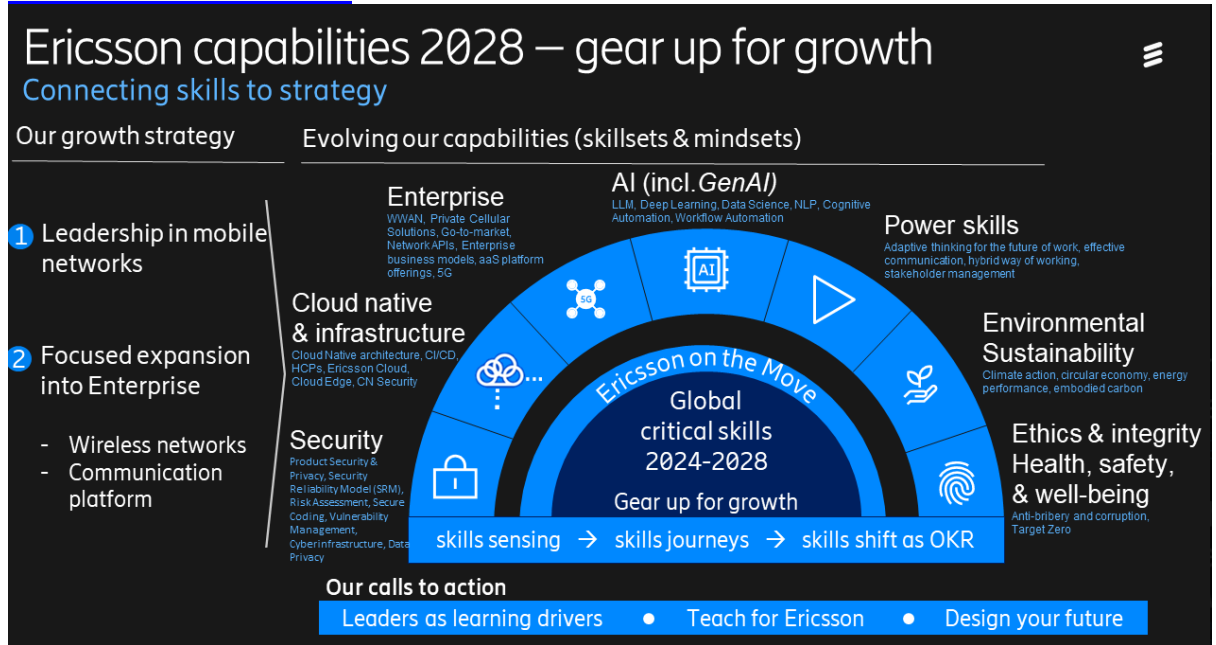 Ericsson capabilities 2028 – gear up for growth
Connecting skills to strategy
Our growth strategy
Evolving our capabilities (skillsets & mindsets)
1 Leadership in mobile
networks
2 Focused expansion
into Enterprise
- Wireless networks
- Communication
platform
Security
Product Security &
Privacy, Security
Reliability Model (SRM),
Risk Assessment, Secure
Coding, Vulnerability
Management,
Cyberinfrastructure, Data
Privacy
Cloud native
& infrastructure
Cloud Native architecture, CI/CD,
HCPs, Ericsson Cloud,
Cloud Edge, CN Security
Enterprise
WWAN, Private Cellular
Solutions, Go-to-market,
Network APIs, Enterprise
business models, aaS platform
offerings, 5G
AI (incl. GenAI)
LLM, Deep Learning, Data Science, NLP, Cognitive
Automation, Workflow Automation
Power skills
Adaptive thinking for the future of work, effective
communication, hybrid way of working,
stakeholder management
Environmental
Sustainability
Climate action, circular economy, energy
performance, embodied carbon
Ethics & integrity
Health, safety,
& well-being
Anti-bribery and corruption,
Target Zero
5G
AI
Ericsson on the Move
Global
critical skills
2024-2028
Gear up for growth
skills sensing → skills journeys → skills shift as OKR
Our calls to action
Leaders as learning drivers ● Teach for Ericsson ● Design your future